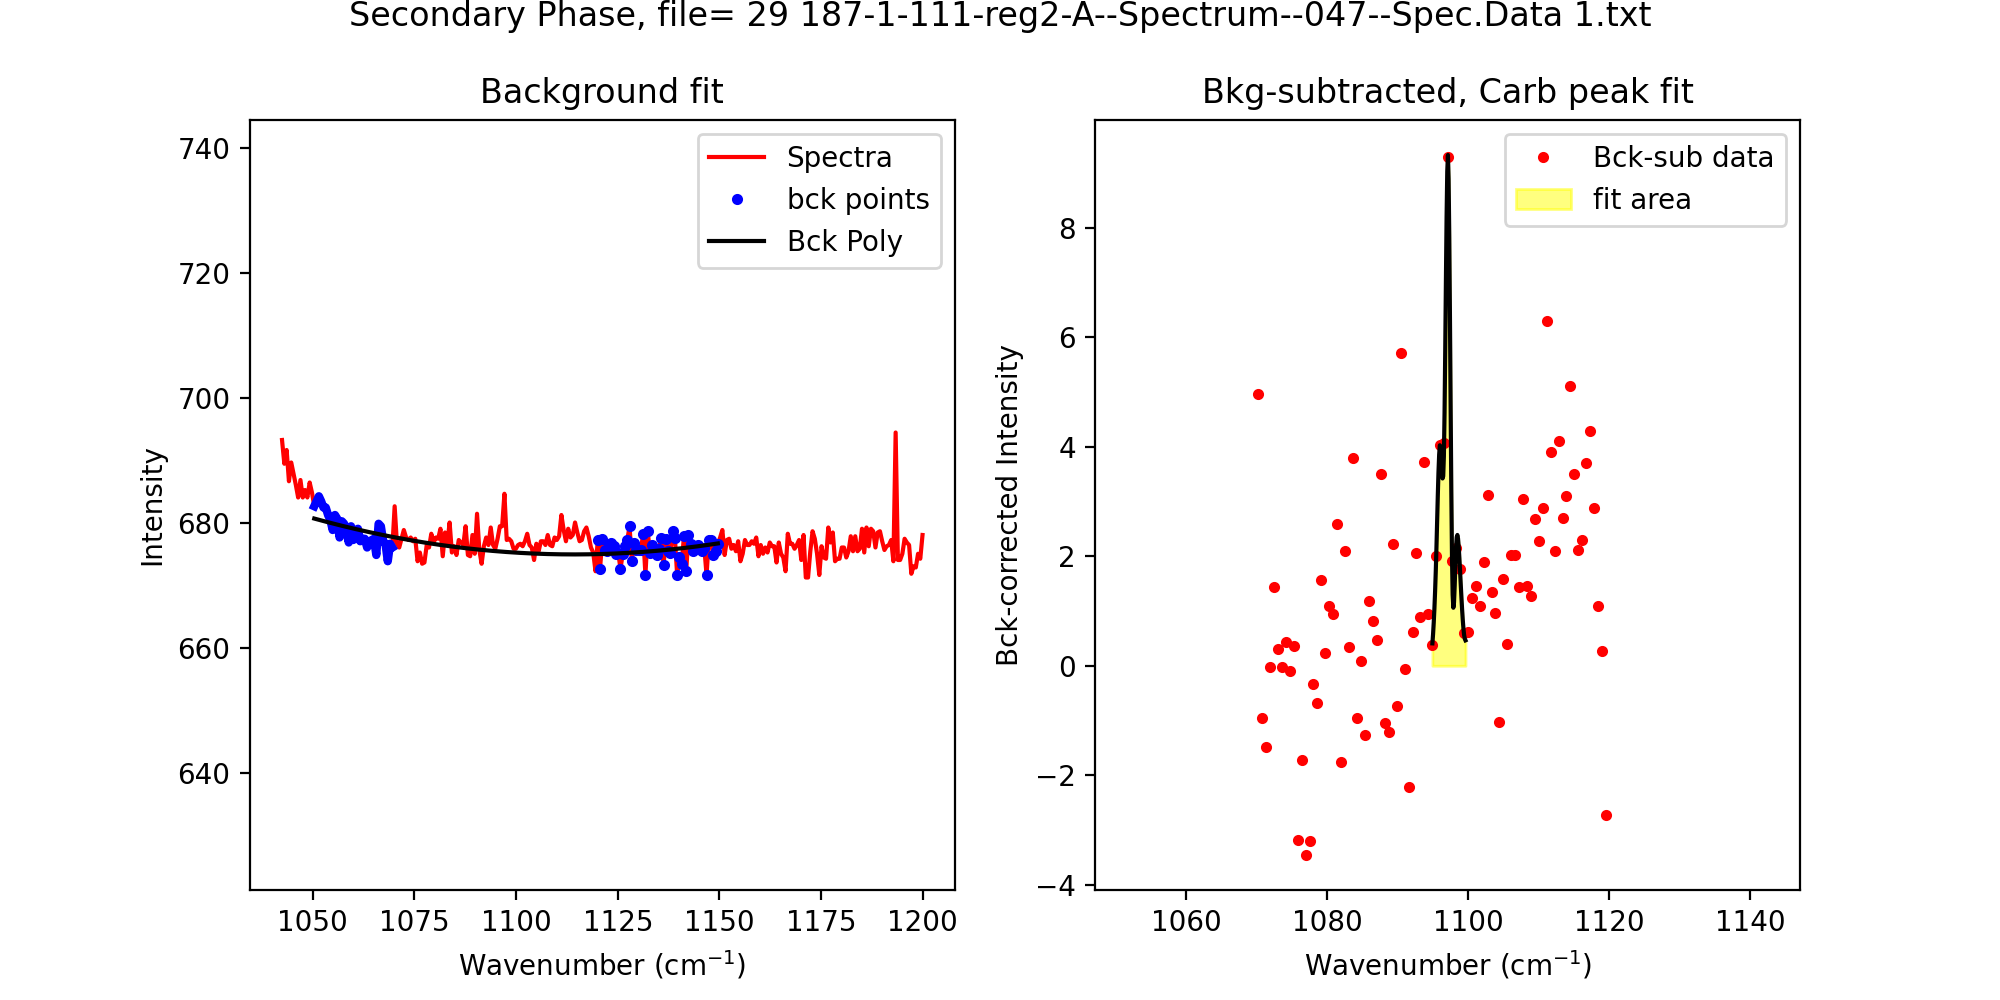 Secondary Phase, file= 29 187-1-111-reg2-A--Spectrum--047--Spec.Data 1.txt
Background fit
740
720
700
680
660
640
Intensity
1050 1075 1100 1125 1150 1175 1200
Wavenumber (cm⁻¹)
Spectra
bck points
Bck Poly
Bkg-subtracted, Carb peak fit
8
6
4
2
0
−2
−4
Bck-corrected Intensity
1060 1080 1100 1120 1140
Wavenumber (cm⁻¹)
Bck-sub data
fit area